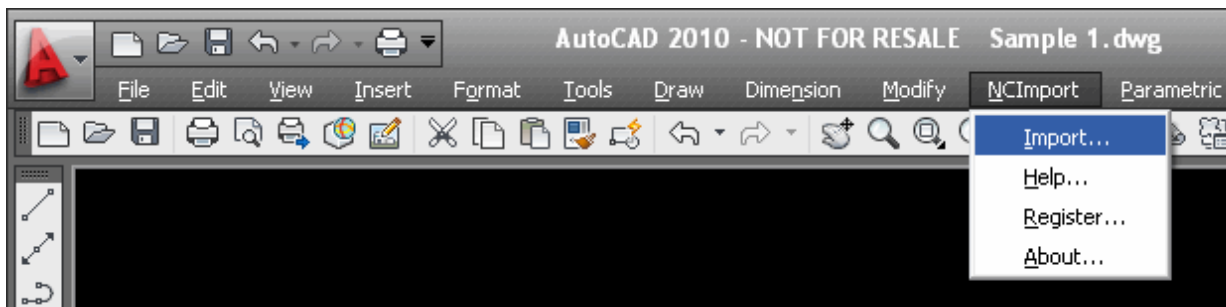 AutoCAD 2010 - NOT FOR RESALE Sample 1.dwg
File Edit View Insert Format Tools Draw Dimension Modify NCImport Parametric
Import...
Help...
Register...
About...